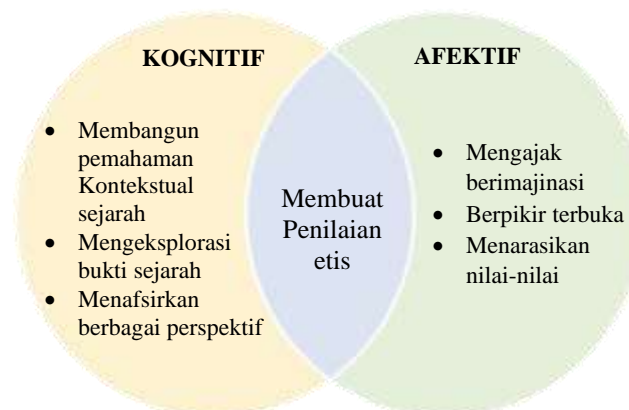 KOGNITIF
• Membangun
pemahaman
Kontekstual
sejarah
• Mengeksplorasi
bukti sejarah
• Menafsirkan
berbagai perspektif
Membuat
Penilaian
etis
AFEKTIF
• Mengajak
berimajinasi
• Berpikir terbuka
• Menarasikan
nilai-nilai